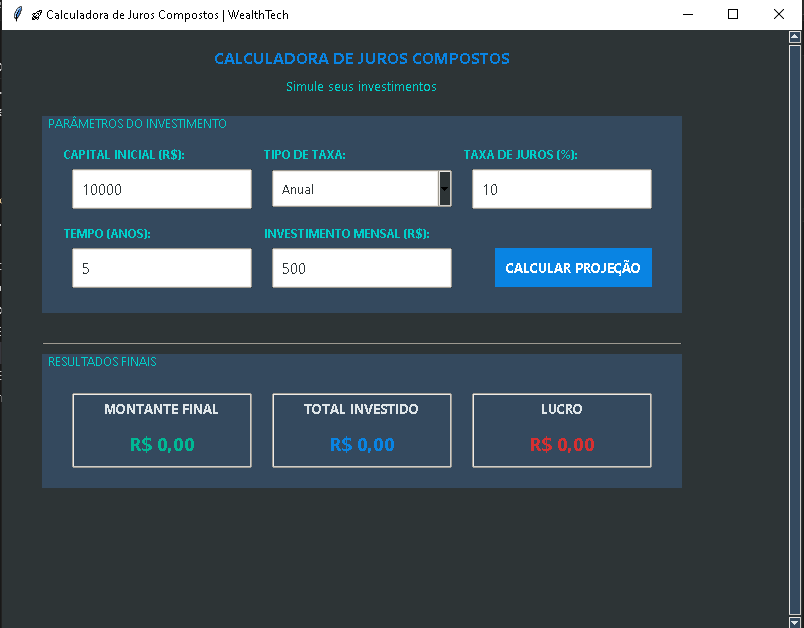 Calculadora de Juros Compostos | WealthTech
CALCULADORA DE JUROS COMPOSTOS
Simule seus investimentos
PARÂMETROS DO INVESTIMENTO
CAPITAL INICIAL (R$): TIPO DE TAXA: TAXA DE JUROS (%):
10000 Anual 10
TEMPO (ANOS): INVESTIMENTO MENSAL (R$):
5 500 CALCULAR PROJEÇÃO
RESULTADOS FINAIS
MONTANTE FINAL TOTAL INVESTIDO LUCRO
R$ 0,00 R$ 0,00 R$ 0,00